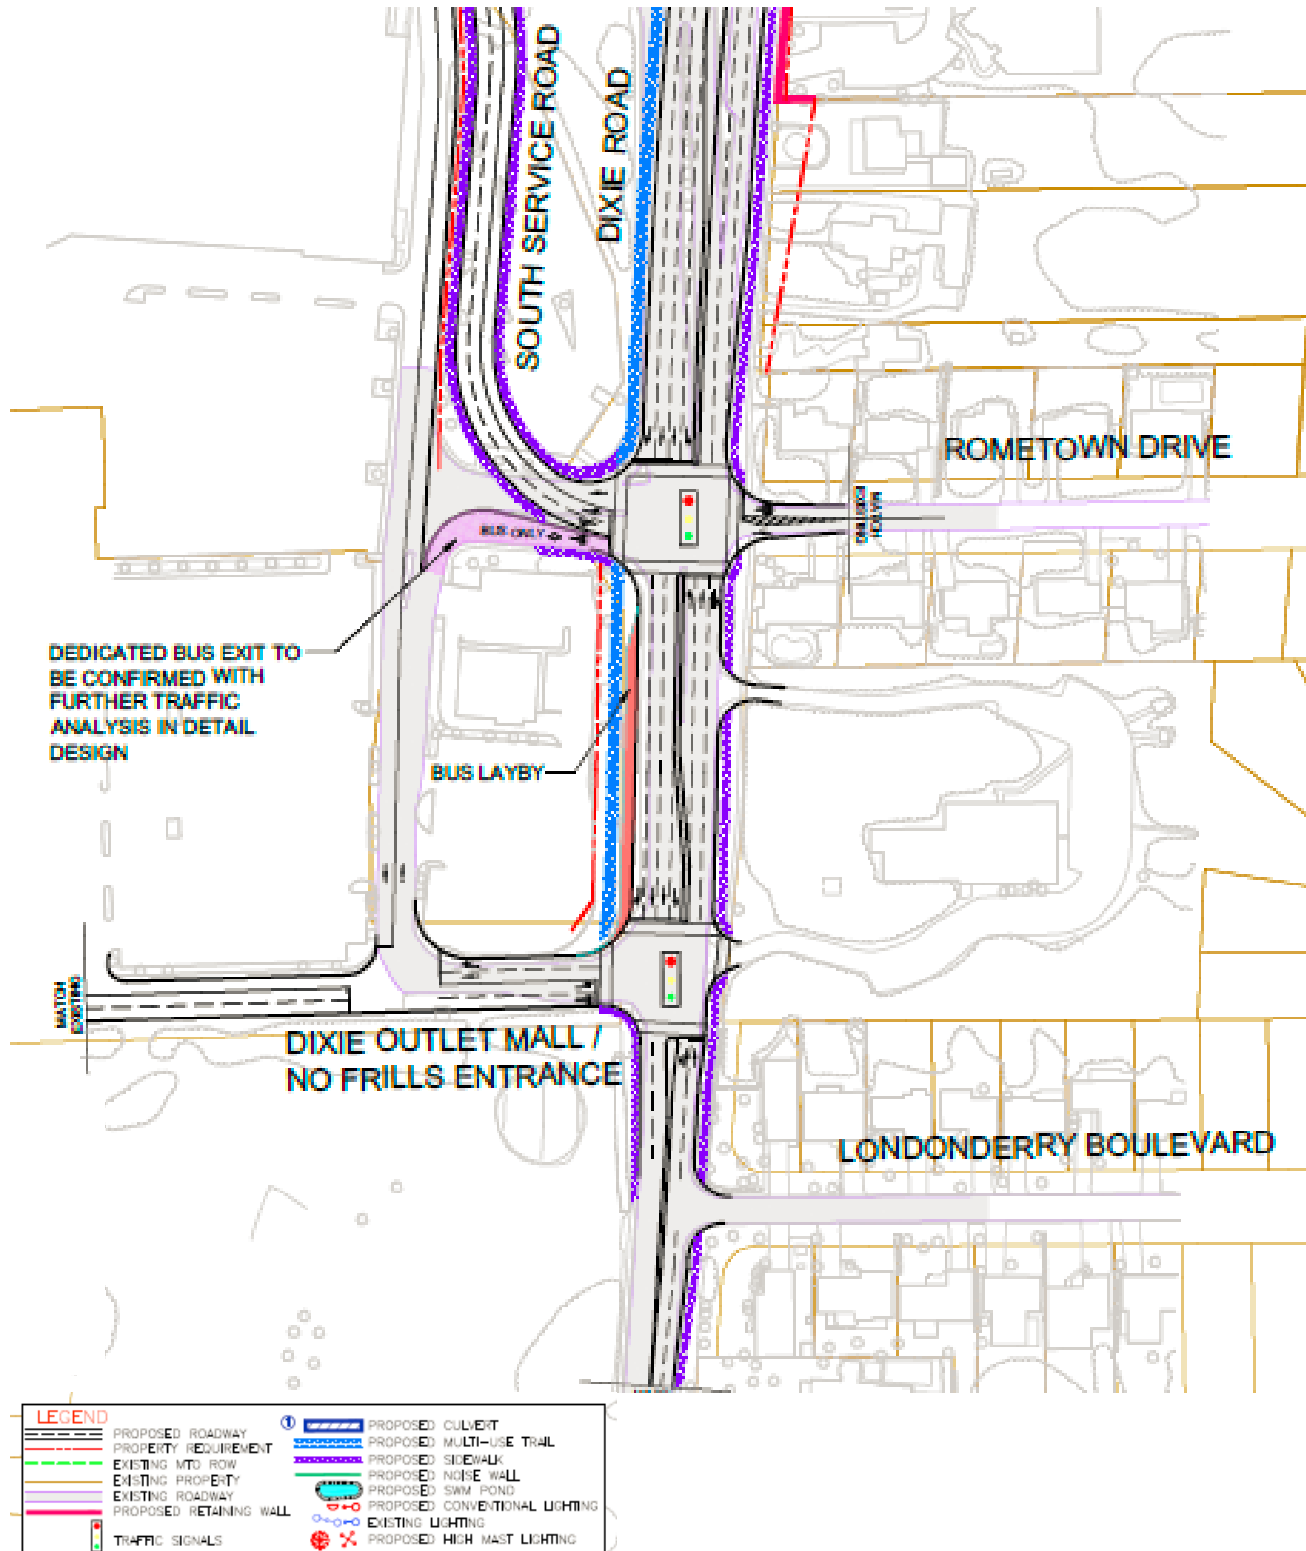 SOUTH SERVICE ROAD
DIXIE ROAD
ROMETOWN DRIVE
MATCH
EXISTING
BUS ONLY
DEDICATED BUS EXIT TO
BE CONFIRMED WITH
FURTHER TRAFFIC
ANALYSIS IN DETAIL
DESIGN
BUS LAYBY
MATCH
EXISTING
DIXIE OUTLET MALL /
NO FRILLS ENTRANCE
LONDONDERRY BOULEVARD
LEGEND
PROPOSED ROADWAY
PROPERTY REQUIREMENT
EXISTING MTO ROW
EXISTING PROPERTY
EXISTING ROADWAY
PROPOSED RETAINING WALL
TRAFFIC SIGNALS
1
PROPOSED CULVERT
PROPOSED MULTI-USE TRAIL
PROPOSED SIDEWALK
PROPOSED NOISE WALL
PROPOSED SWM POND
PROPOSED CONVENTIONAL LIGHTING
EXISTING LIGHTING
PROPOSED HIGH MAST LIGHTING